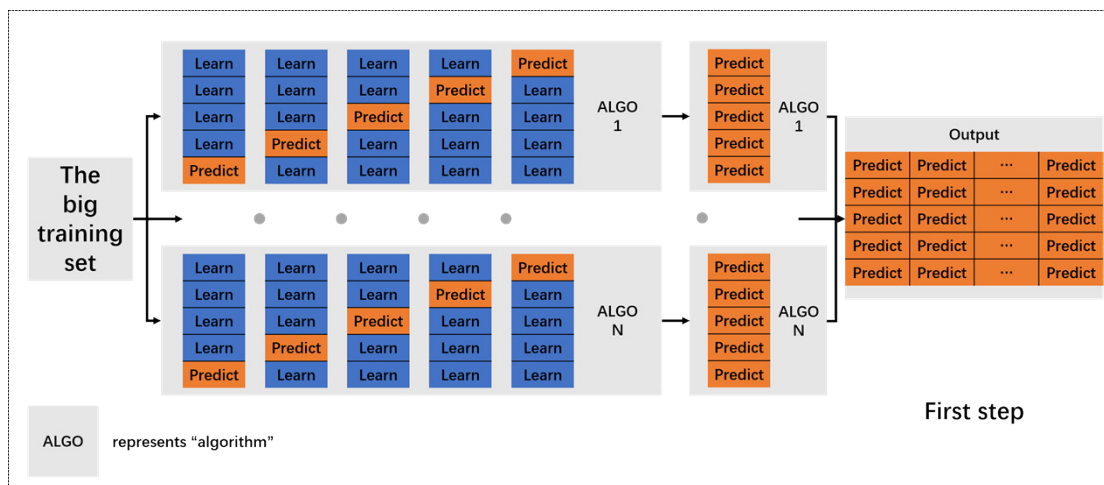 Learn Learn Learn Learn Predict
Learn Learn Learn Predict Learn
Learn Learn Predict Learn Learn
Learn Predict Learn Learn Learn
Predict Learn Learn Learn Learn
ALGO
1
Predict
Predict
Predict
Predict
Predict
ALGO
1
The
big
training
set
Output
Predict Predict ... Predict
Predict Predict ... Predict
Predict Predict ... Predict
Predict Predict ... Predict
Predict Predict ... Predict
Learn Learn Learn Learn Predict
Learn Learn Learn Predict Learn
Learn Learn Predict Learn Learn
Learn Predict Learn Learn Learn
Predict Learn Learn Learn Learn
ALGO
N
Predict
Predict
Predict
Predict
Predict
ALGO
N
First step
ALGO
represents “algorithm”